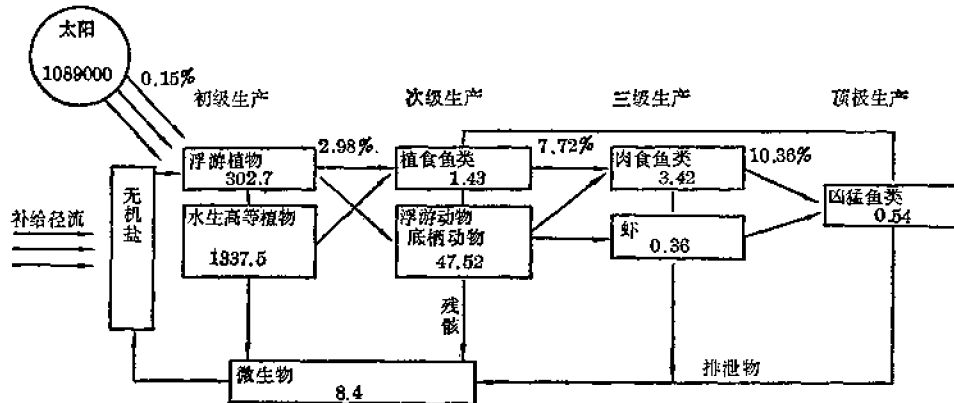 太阳
1089000
0.15%
初级生产
次级生产
三级生产
顶极生产
浮游植物
302.7
2.98%
植食鱼类
1.43
7.72%
肉食鱼类
3.42
10.36%
凶猛鱼类
0.54
补给径流
无机盐
水生高等植物
1337.5
浮游动物
底栖动物
47.52
虾
0.36
残骸
排泄物
微生物
8.4